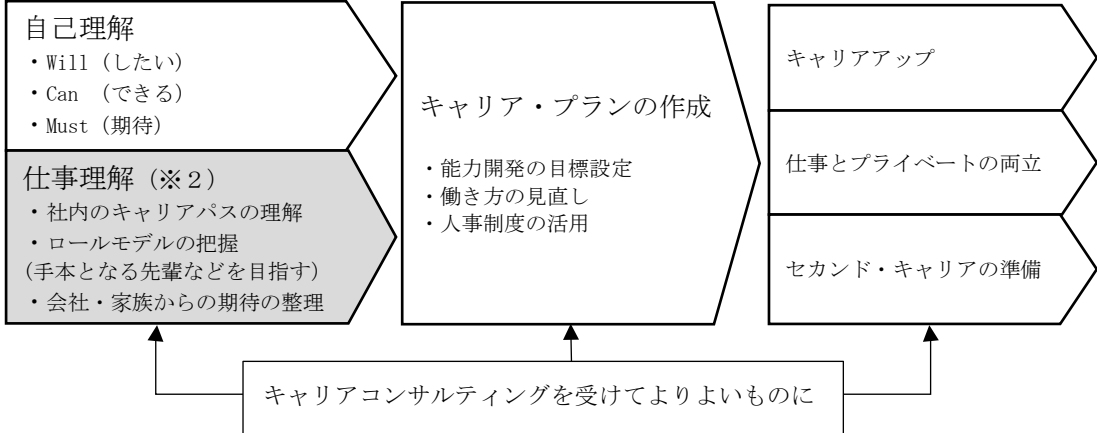 自己理解
・Will (したい)
・Can (できる)
・Must (期待)
仕事理解 (※2)
・社内のキャリアパスの理解
・ロールモデルの把握
(手本となる先輩などを目指す)
・会社・家族からの期待の整理
キャリア・プランの作成
・能力開発の目標設定
・働き方の見直し
・人事制度の活用
キャリアアップ
仕事とプライベートの両立
セカンド・キャリアの準備
キャリアコンサルティングを受けてよりよいものに